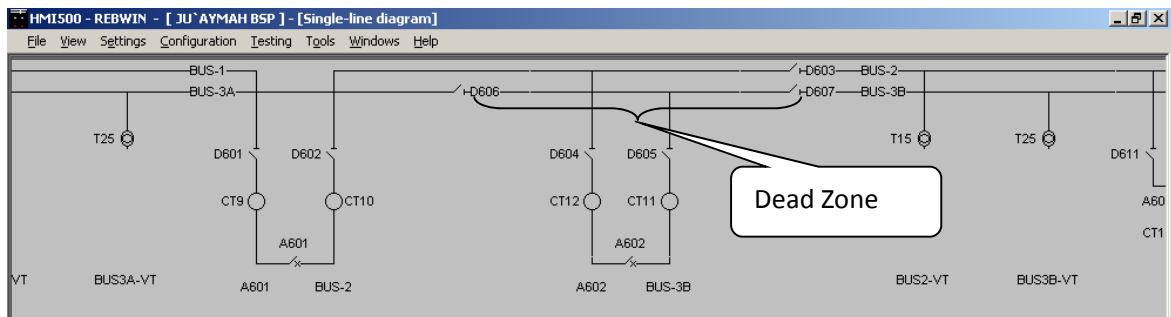 HMI500 - REBWIN - [ JU`AYMAH BSP ] - [Single-line diagram]
File View Settings Configuration Testing Tools Windows Help
BUS-1 D603 BUS-2
BUS-3A D606 D607 BUS-3B
T25 T15 T25
D601 D602 D604 D605 D611
CT9 CT10 CT12 CT11 Dead Zone A60
A601 A602 CT1
VT BUS3A-VT BUS2-VT BUS3B-VT
A601 BUS-2 A602 BUS-3B